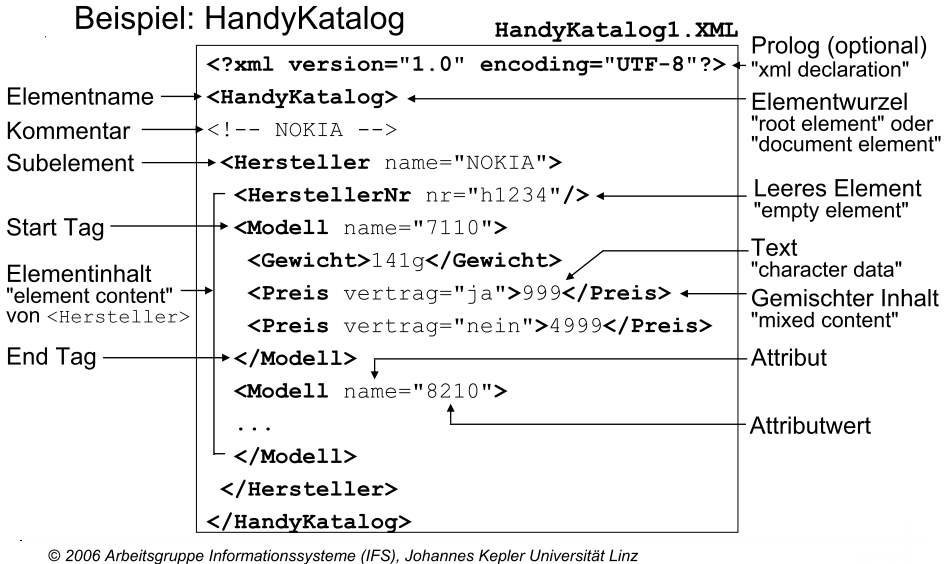 Beispiel: HandyKatalog
HandyKatalog1.XML
<?xml version="1.0" encoding="UTF-8"?>
<HandyKatalog>
<!-- NOKIA -->
<Hersteller name="NOKIA">
<HerstellerNr nr="h1234"/>
<Modell name="7110">
<Gewicht>141g</Gewicht>
<Preis vertrag="ja">999</Preis>
<Preis vertrag="nein">4999</Preis>
</Modell>
<Modell name="8210">
...
</Modell>
</Hersteller>
</HandyKatalog>
Elementname
Kommentar
Subelement
Start Tag
Elementinhalt
"element content"
von <Hersteller>
End Tag
Prolog (optional)
"xml declaration"
Elementwurzel
"root element" oder
"document element"
Leeres Element
"empty element"
Text
"character data"
Gemischter Inhalt
"mixed content"
Attribut
Attributwert
© 2006 Arbeitsgruppe Informationssysteme (IFS), Johannes Kepler Universität Linz